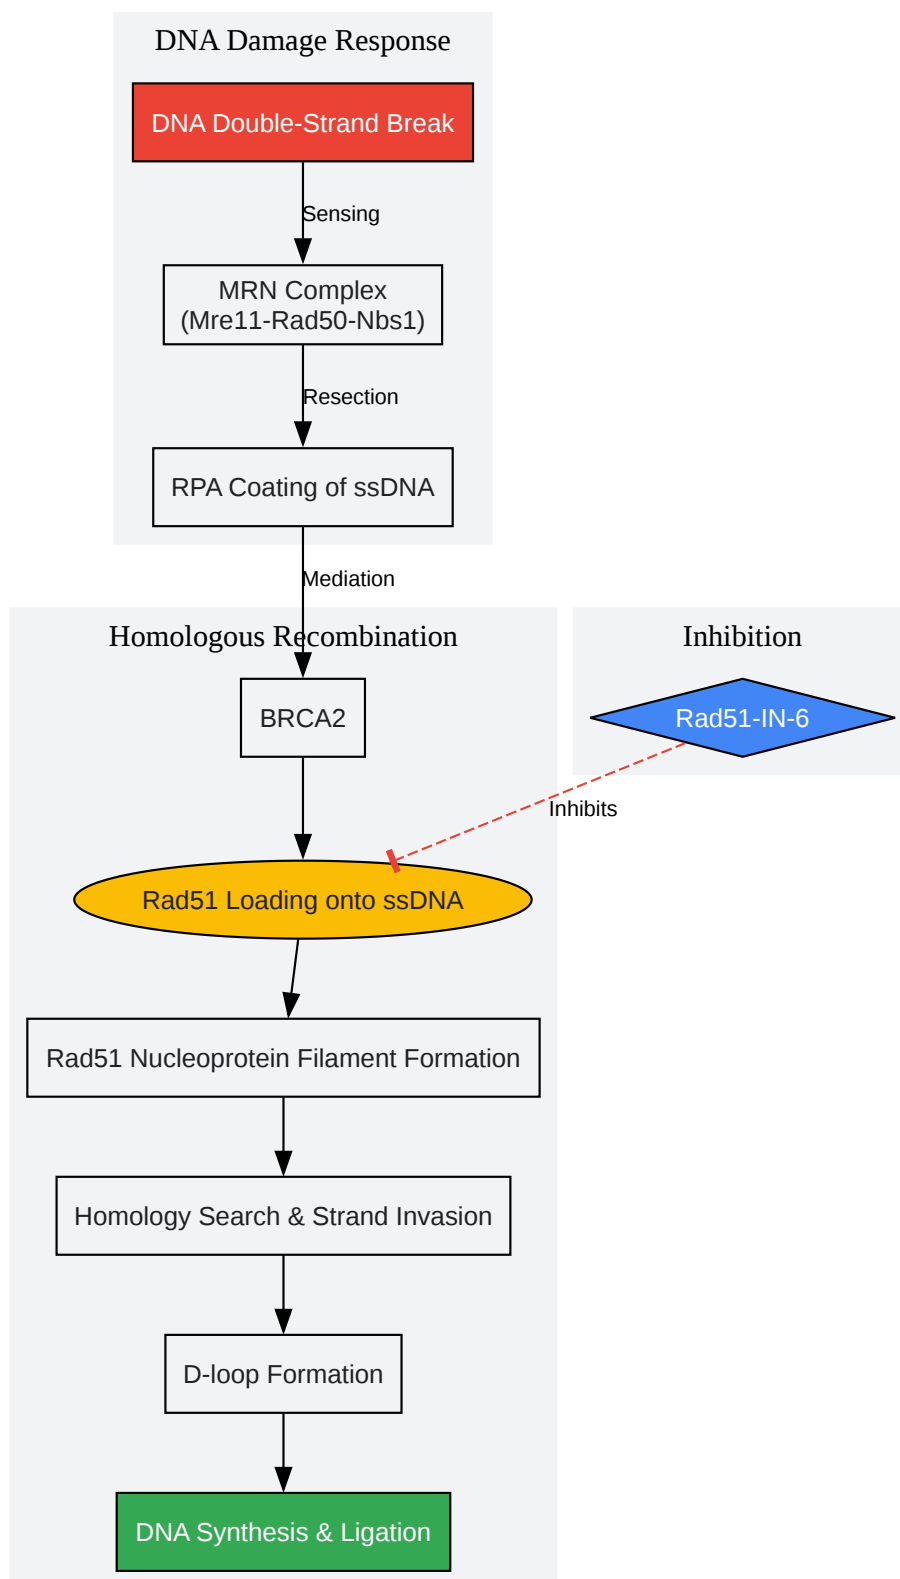 DNA Damage Response
DNA Double-Strand Break
Sensing
MRN Complex
(Mre11-Rad50-Nbs1)
Resection
RPA Coating of ssDNA
Mediation
Homologous Recombination
Inhibition
BRCA2
Rad51-IN-6
Inhibits
Rad51 Loading onto ssDNA
Rad51 Nucleoprotein Filament Formation
Homology Search & Strand Invasion
D-loop Formation
DNA Synthesis & Ligation